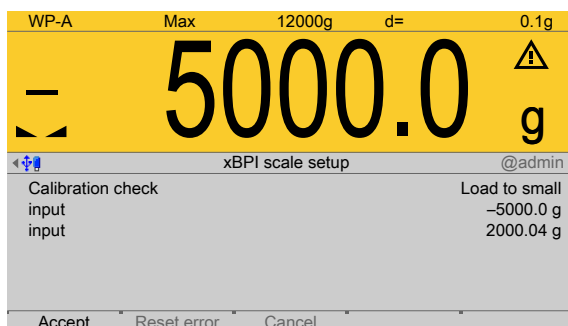 WP-A Max 12000g d= 0.1g
– 5000.0 g
xBPI scale setup @admin
Calibration check Load to small
input –5000.0 g
input 2000.04 g
Accept Reset error Cancel